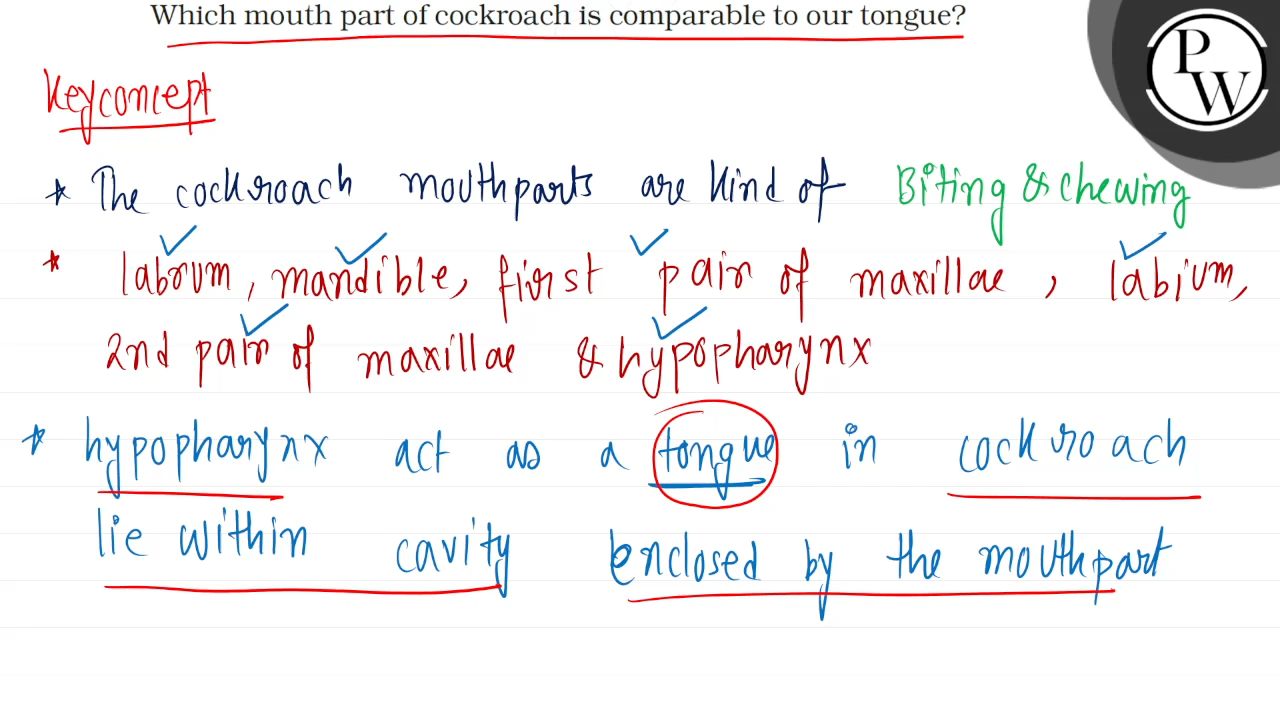 Which mouth part of cockroach is comparable to our tongue?
PW
Keyconcept
* The cockroach mouthparts are kind of Biting & chewing
* labrum, mandible, first pair of maxillae, labium,
2nd pair of maxillae & hypopharynx
* hypopharynx act as a tongue in cockroach
lie within cavity enclosed by the mouthpart